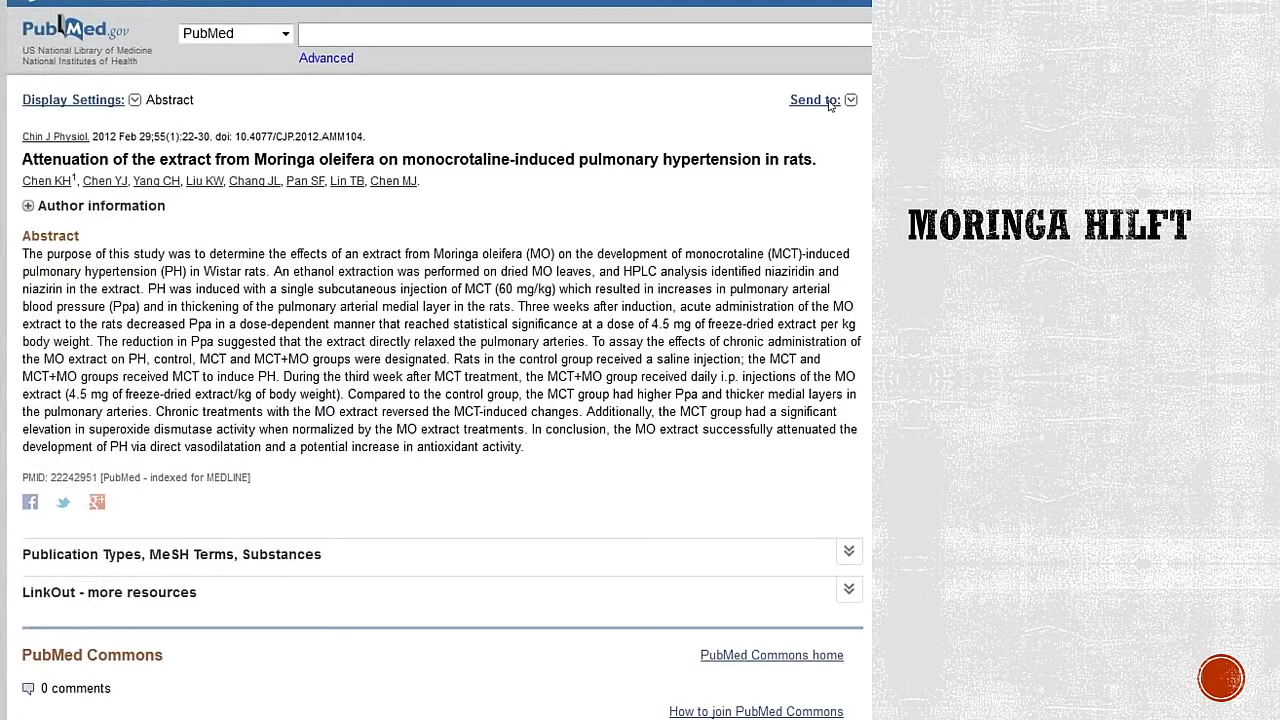 PubMed.gov
US National Library of Medicine
National Institutes of Health
PubMed
Advanced
Display Settings: Abstract
Send to:
Chin J Physiol. 2012 Feb 29;55(1):22-30. doi: 10.4077/CJP.2012.AMM104.
Attenuation of the extract from Moringa oleifera on monocrotaline-induced pulmonary hypertension in rats.
Chen KH1, Chen YJ, Yang CH, Liu KW, Chang JL, Pan SF, Lin TB, Chen MJ.
Author information
Abstract
The purpose of this study was to determine the effects of an extract from Moringa oleifera (MO) on the development of monocrotaline (MCT)-induced
pulmonary hypertension (PH) in Wistar rats. An ethanol extraction was performed on dried MO leaves, and HPLC analysis identified niaziridin and
niazirin in the extract. PH was induced with a single subcutaneous injection of MCT (60 mg/kg) which resulted in increases in pulmonary arterial
blood pressure (Ppa) and in thickening of the pulmonary arterial medial layer in the rats. Three weeks after induction, acute administration of the MO
extract to the rats decreased Ppa in a dose-dependent manner that reached statistical significance at a dose of 4.5 mg of freeze-dried extract per kg
body weight. The reduction in Ppa suggested that the extract directly relaxed the pulmonary arteries. To assay the effects of chronic administration of
the MO extract on PH, control, MCT and MCT+MO groups were designated. Rats in the control group received a saline injection; the MCT and
MCT+MO groups received MCT to induce PH. During the third week after MCT treatment, the MCT+MO group received daily i.p. injections of the MO
extract (4.5 mg of freeze-dried extract/kg of body weight). Compared to the control group, the MCT group had higher Ppa and thicker medial layers in
the pulmonary arteries. Chronic treatments with the MO extract reversed the MCT-induced changes. Additionally, the MCT group had a significant
elevation in superoxide dismutase activity when normalized by the MO extract treatments. In conclusion, the MO extract successfully attenuated the
development of PH via direct vasodilatation and a potential increase in antioxidant activity.
PMID: 22242951 [PubMed - indexed for MEDLINE]
Publication Types, MeSH Terms, Substances
LinkOut - more resources
PubMed Commons
PubMed Commons home
0 comments
How to join PubMed Commons
MORINGA HILFT